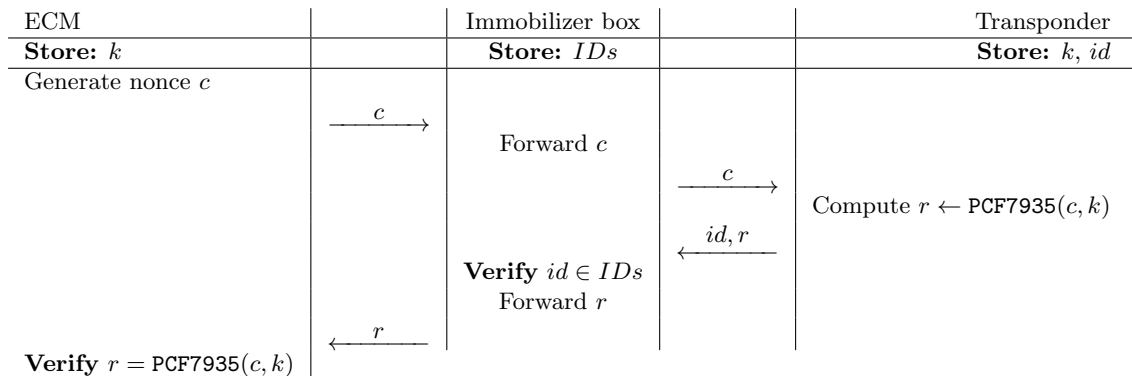 ECM Immobilizer box Transponder
Store: k Store: IDs Store: k, id
Generate nonce c
c
Forward c
c
Compute r ← PCF7935(c, k)
id, r
Verify id ∈ IDs
Forward r
r
Verify r = PCF7935(c, k)